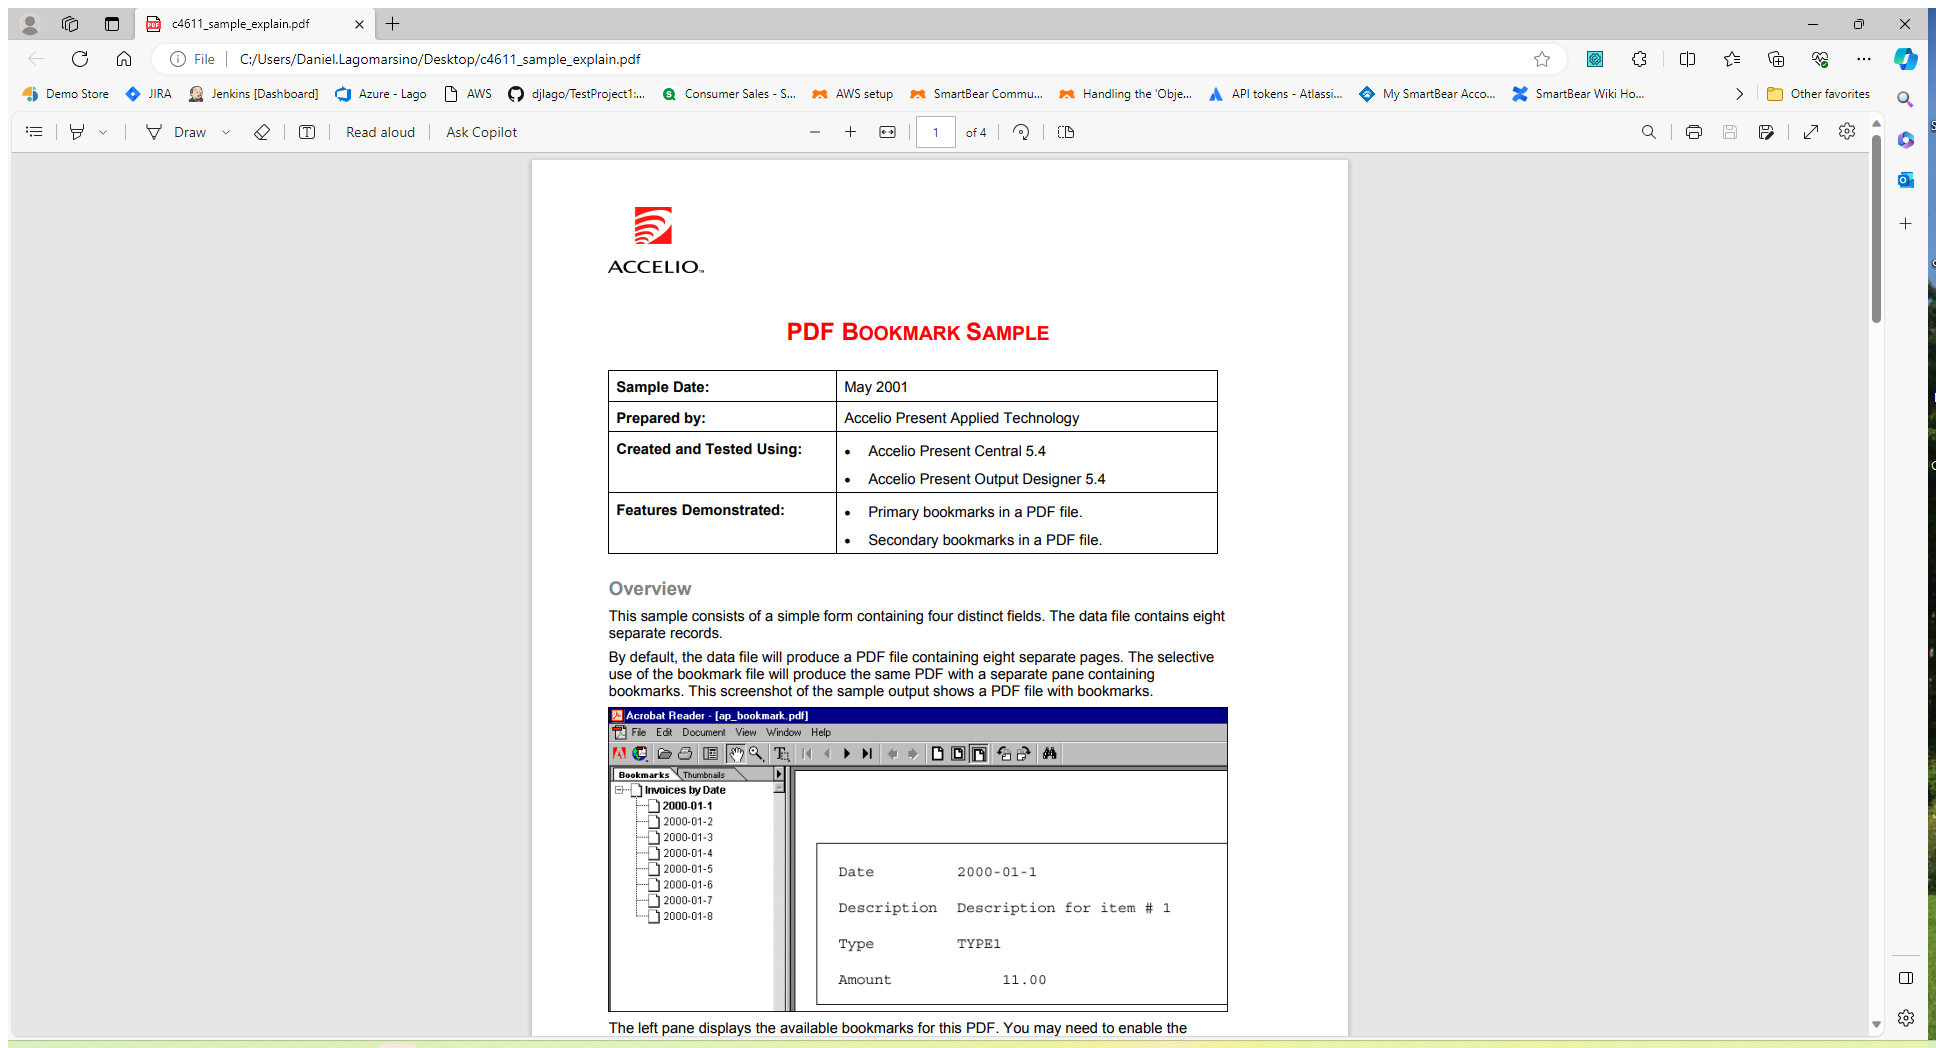 c4611_sample_explain.pdf
File C:/Users/Daniel.Lagomarsino/Desktop/c4611_sample_explain.pdf
Demo Store JIRA Jenkins [Dashboard] Azure - Lago AWS djlago/TestProject1:... Consumer Sales - S... AWS setup SmartBear Commu... Handling the 'Obje... API tokens - Atlassi... My SmartBear Acco... SmartBear Wiki Ho... Other favorites
Draw Read aloud Ask Copilot 1 of 4
ACCELIO™
PDF BOOKMARK SAMPLE
Sample Date: May 2001
Prepared by: Accelio Present Applied Technology
Created and Tested Using: • Accelio Present Central 5.4
• Accelio Present Output Designer 5.4
Features Demonstrated: • Primary bookmarks in a PDF file.
• Secondary bookmarks in a PDF file.
Overview
This sample consists of a simple form containing four distinct fields. The data file contains eight
separate records.
By default, the data file will produce a PDF file containing eight separate pages. The selective
use of the bookmark file will produce the same PDF with a separate pane containing
bookmarks. This screenshot of the sample output shows a PDF file with bookmarks.
Acrobat Reader - [ap_bookmark.pdf]
File Edit Document View Window Help
Bookmarks Thumbnails
Invoices by Date
2000-01-1
2000-01-2
2000-01-3
2000-01-4
2000-01-5
2000-01-6
2000-01-7
2000-01-8
Date 2000-01-1
Description Description for item # 1
Type TYPE1
Amount 11.00
The left pane displays the available bookmarks for this PDF. You may need to enable the